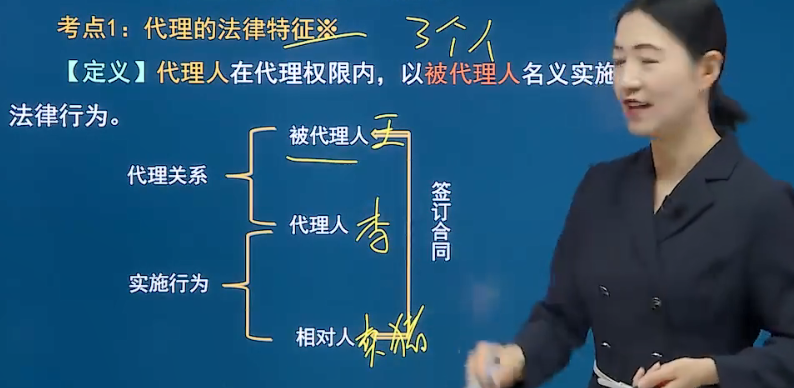 考点1：代理的法律特征※ 3个人
【定义】代理人在代理权限内，以被代理人名义实施
法律行为。
被代理人 王
代理关系
签订合同
代理人 李
实施行为
相对人